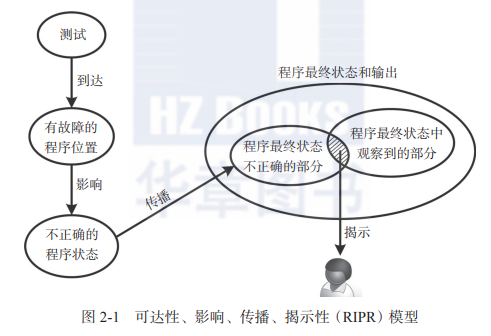 测试
到达
有故障的
程序位置
影响
不正确的
程序状态
传播
程序最终状态和输出
程序最终状态
不正确的部分
程序最终状态中
观察到的部分
揭示
HZ BOOKS
华章图书
图 2-1 可达性、影响、传播、揭示性（RIPR）模型